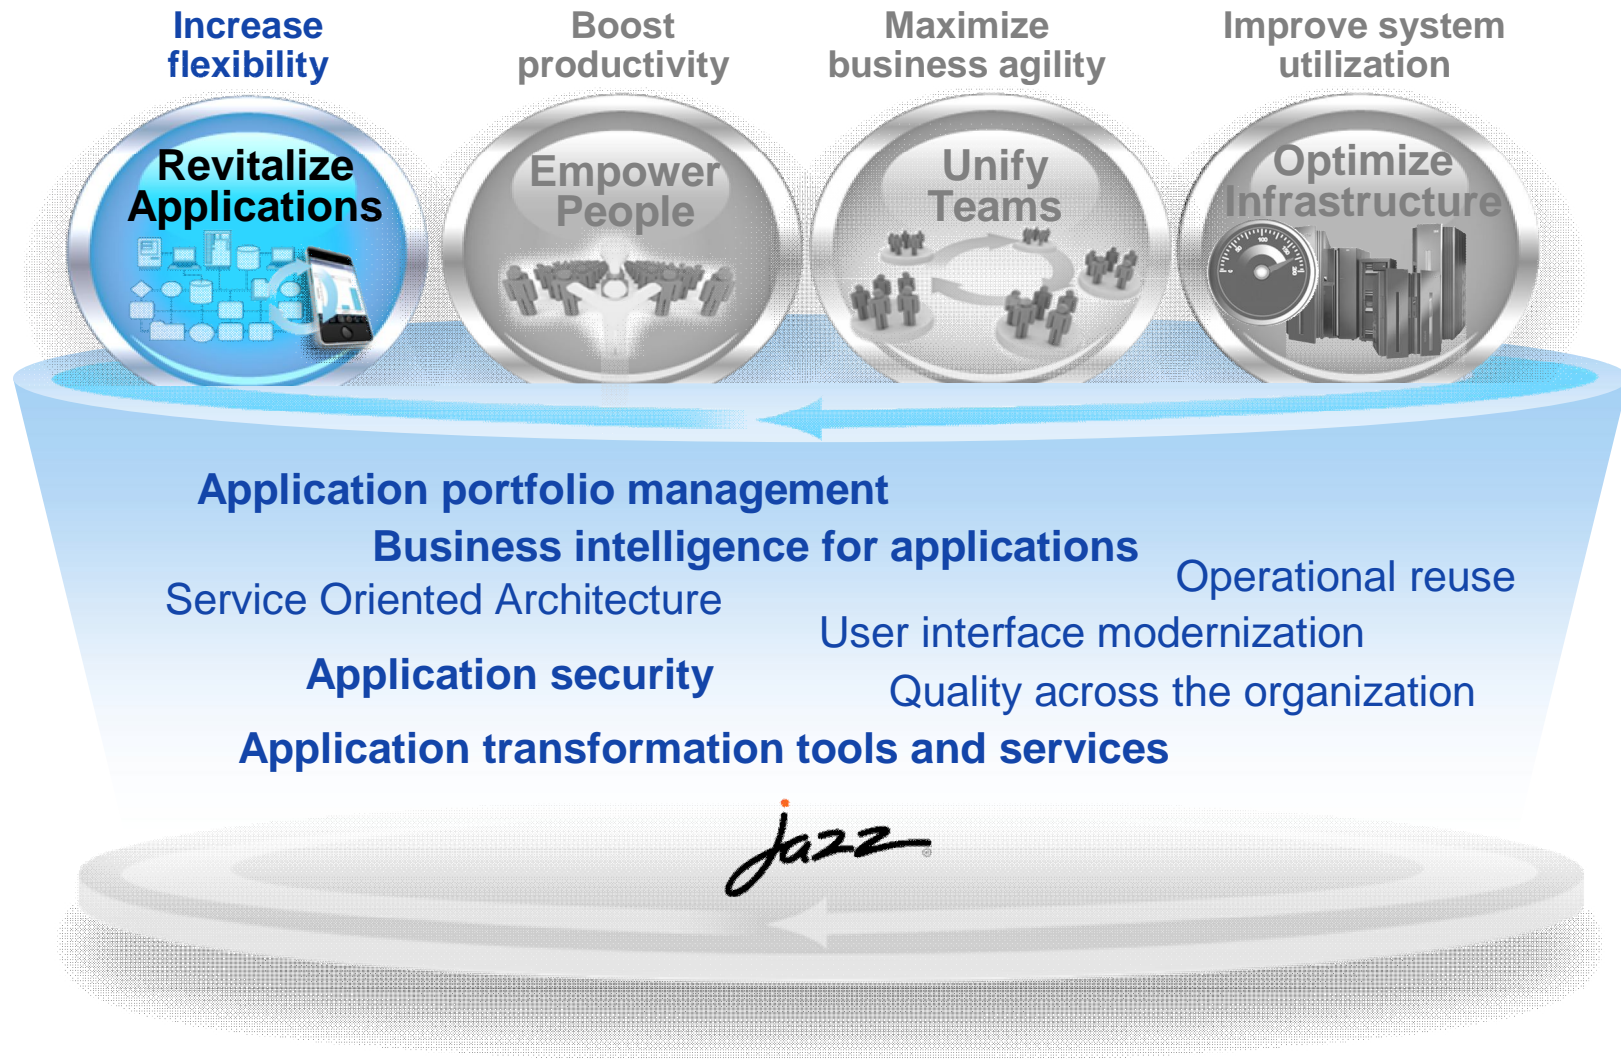 Increase
flexibility
Boost
productivity
Maximize
business agility
Improve system
utilization
Revitalize
Applications
Empower
People
Unify
Teams
Optimize
Infrastructure
Application portfolio management
Business intelligence for applications
Operational reuse
Service Oriented Architecture
User interface modernization
Application security
Quality across the organization
Application transformation tools and services
jazz